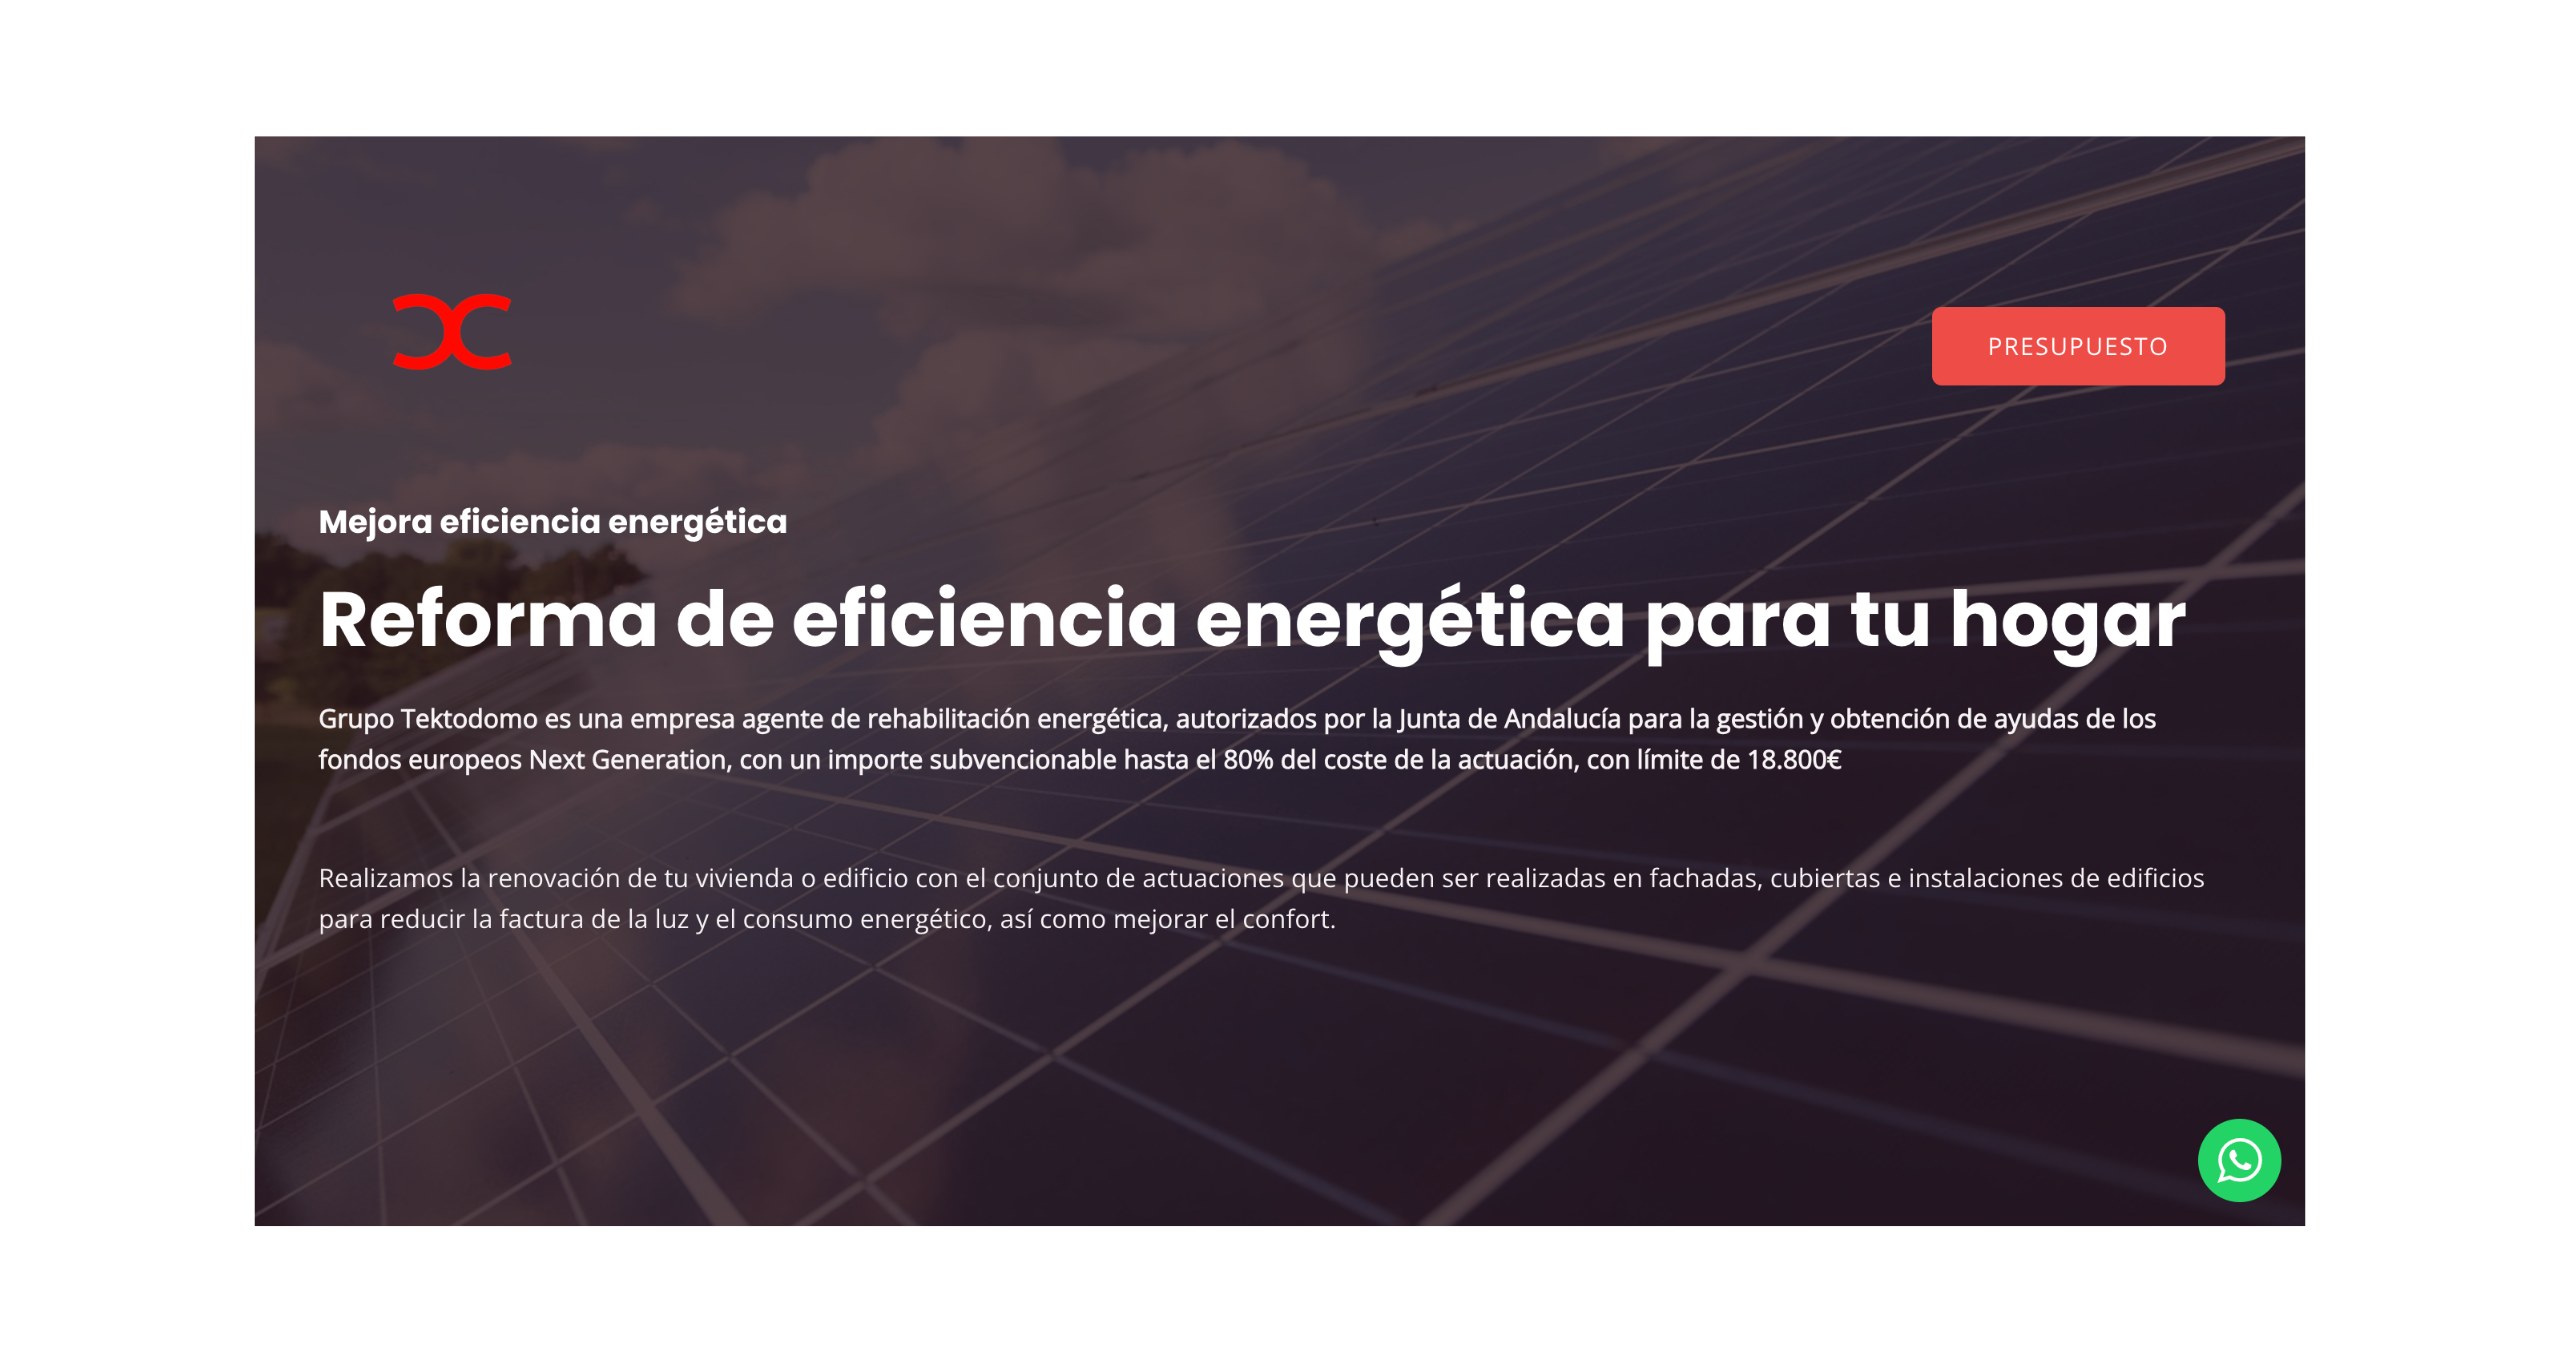 PRESUPUESTO
Mejora eficiencia energética
Reforma de eficiencia energética para tu hogar
Grupo Tektodomo es una empresa agente de rehabilitación energética, autorizados por la Junta de Andalucía para la gestión y obtención de ayudas de los
fondos europeos Next Generation, con un importe subvencionable hasta el 80% del coste de la actuación, con límite de 18.800€
Realizamos la renovación de tu vivienda o edificio con el conjunto de actuaciones que pueden ser realizadas en fachadas, cubiertas e instalaciones de edificios
para reducir la factura de la luz y el consumo energético, así como mejorar el confort.